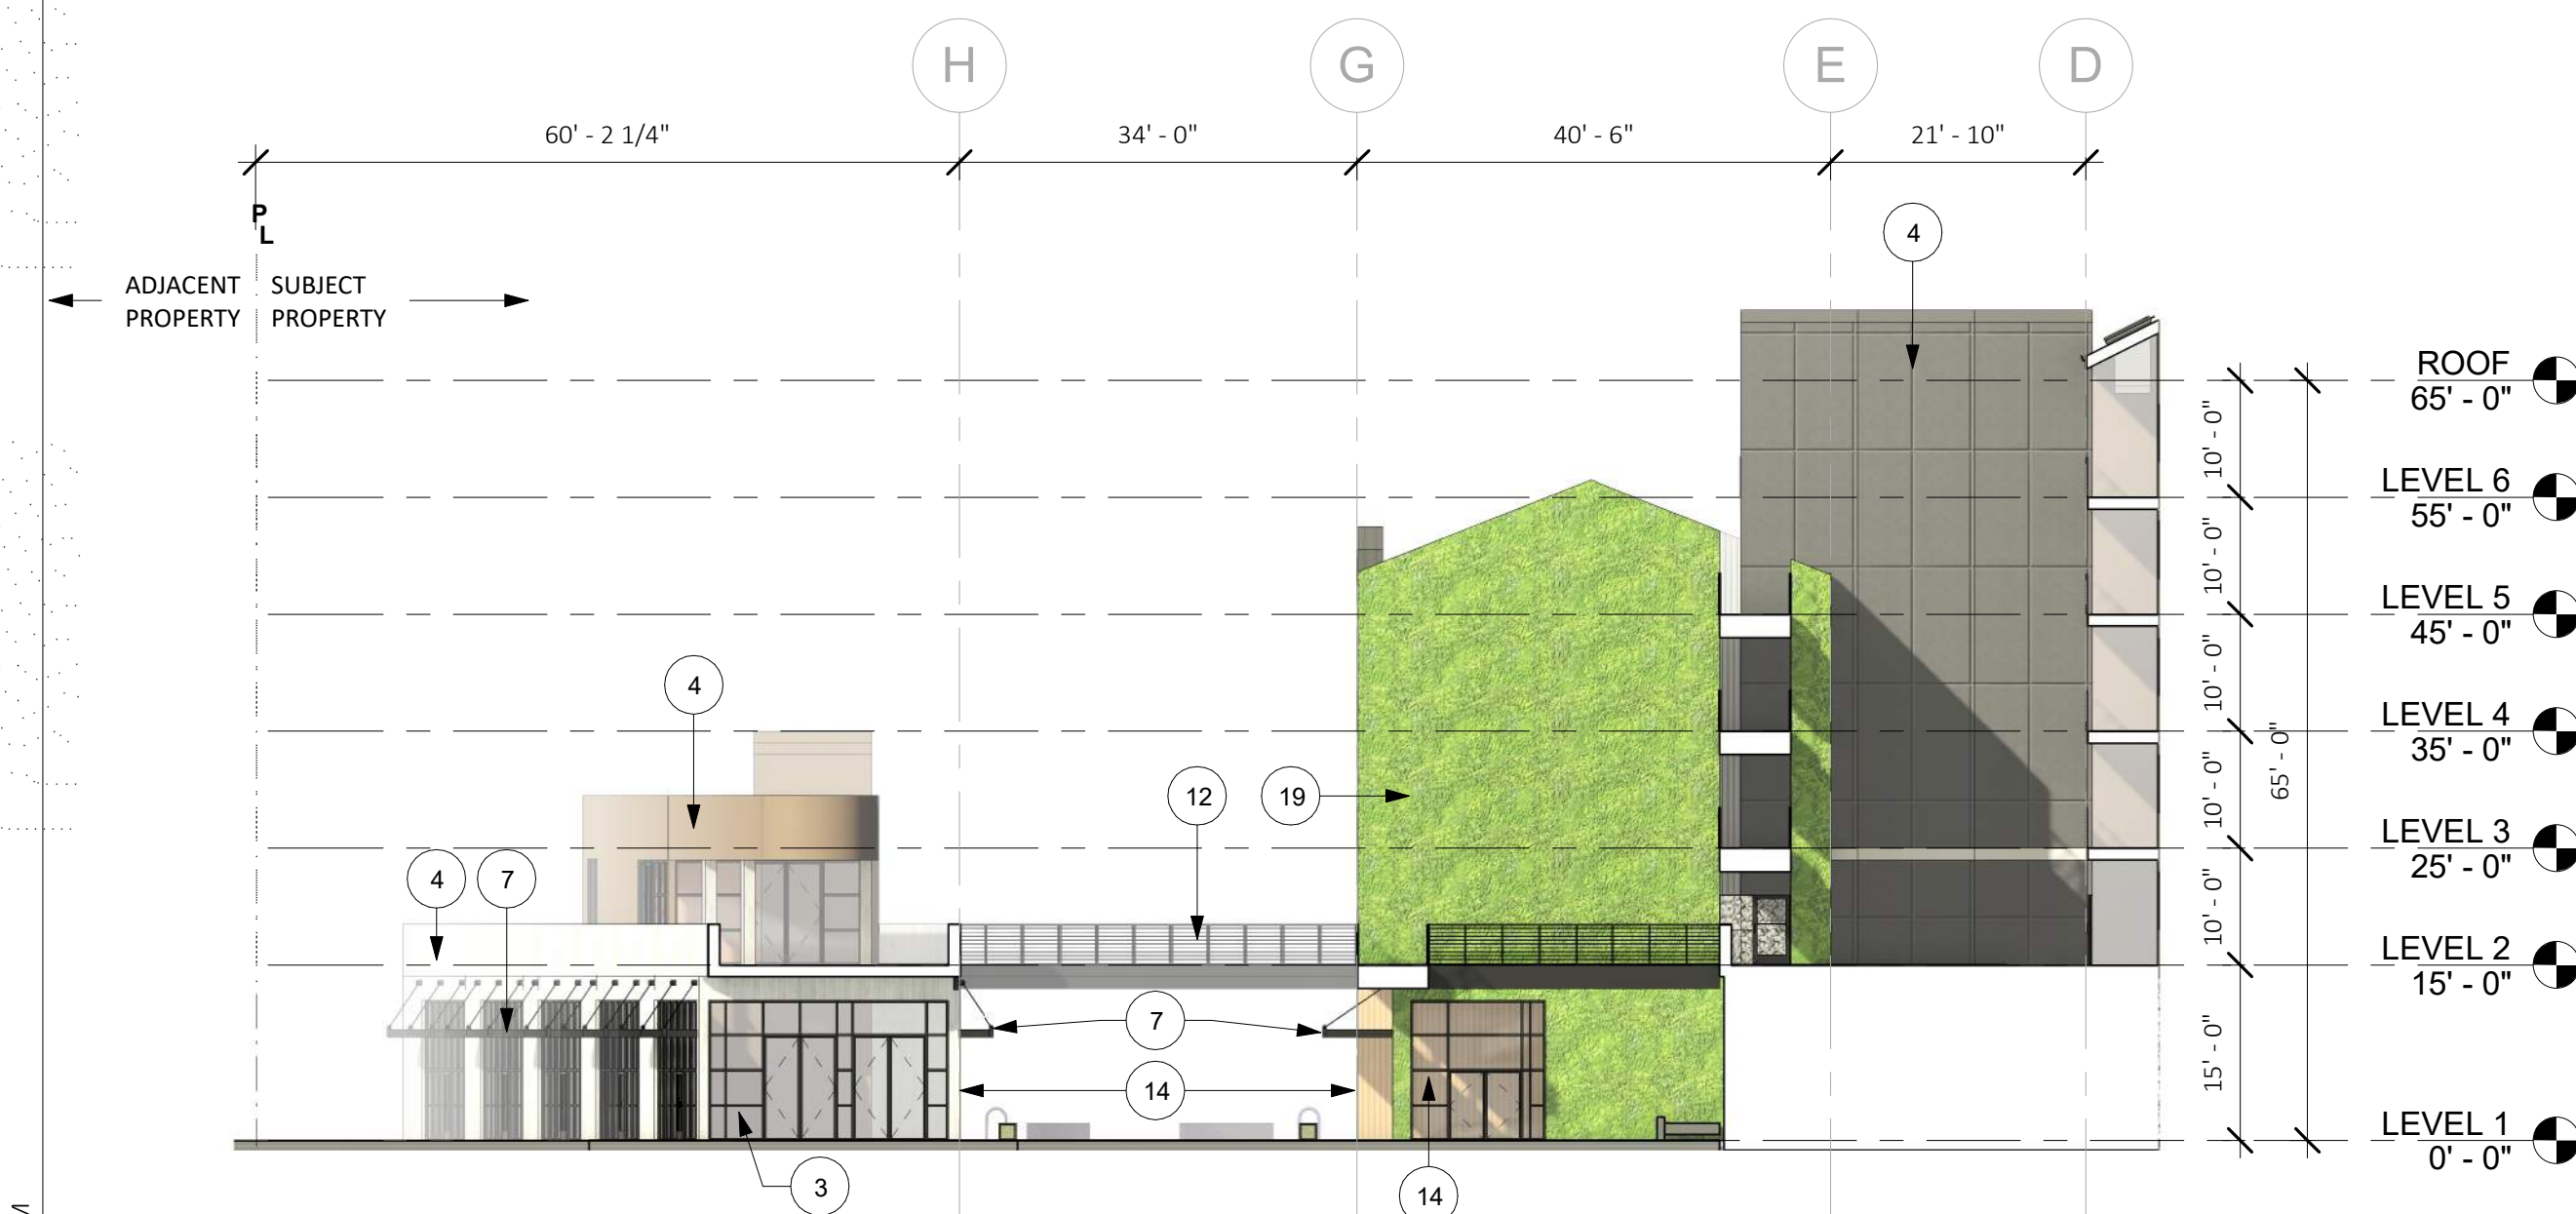 H
G
E
D
60' - 2 1/4"
34' - 0"
40' - 6"
21' - 10"
P
L
4
ADJACENT
PROPERTY
SUBJECT
PROPERTY
ROOF
65' - 0"
10' - 0"
LEVEL 6
55' - 0"
10' - 0"
LEVEL 5
45' - 0"
10' - 0"
LEVEL 4
35' - 0"
65' - 0"
10' - 0"
LEVEL 3
25' - 0"
10' - 0"
LEVEL 2
15' - 0"
15' - 0"
LEVEL 1
0' - 0"
4
12
19
4
7
7
14
3
14